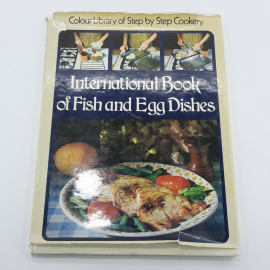 Colour Library of Step by Step Cookery
International Book
of Fish and Egg Dishes